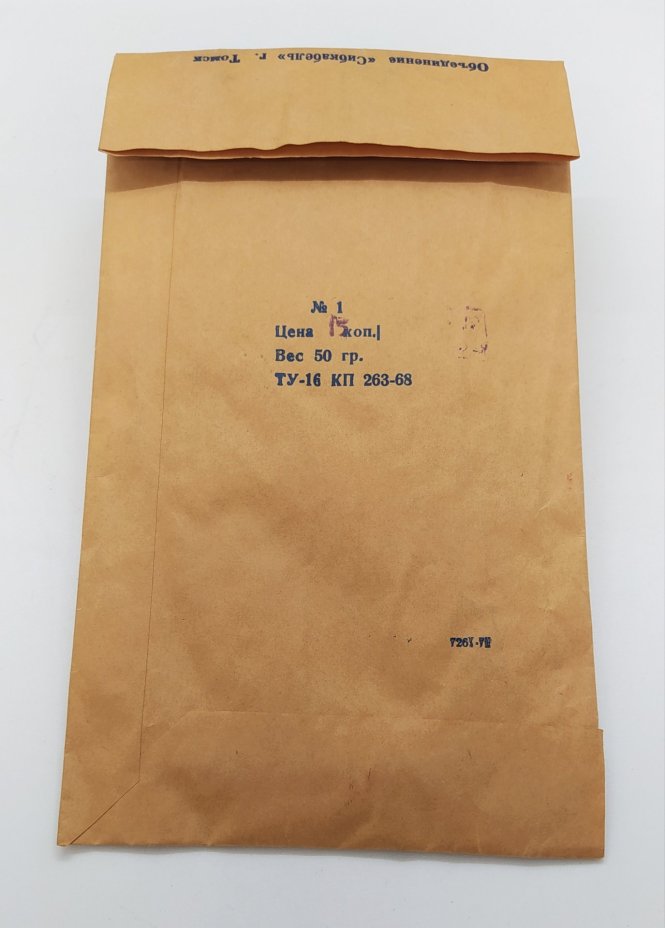 Объединение «Сибкабель» г. Томск
№ 1
Цена 15 коп.
Вес 50 гр.
ТУ-16 КП 263-68